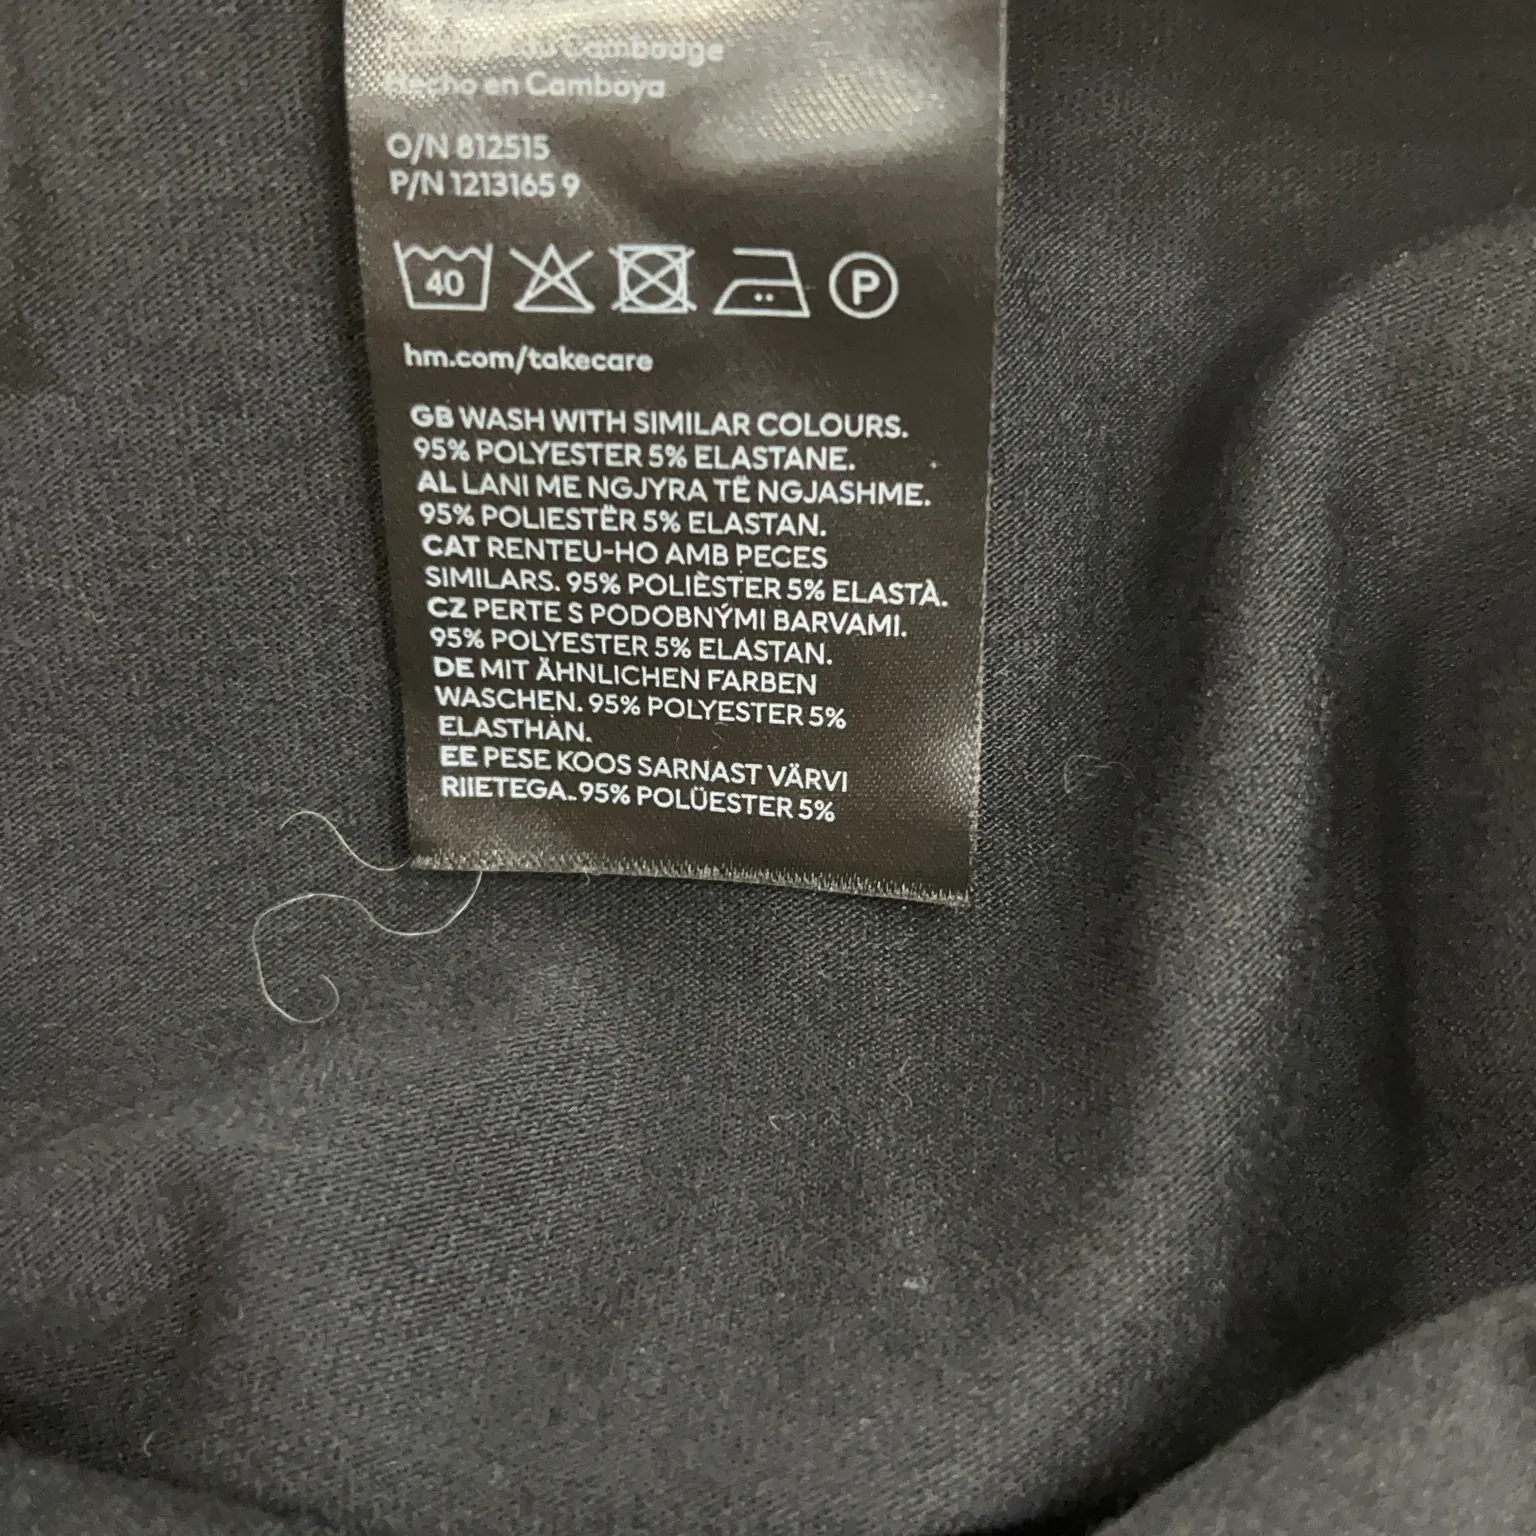 Cambodge
Hecho en Camboya
O/N 812515
P/N 1213165 9
40
P
hm.com/takecare
GB WASH WITH SIMILAR COLOURS.
95% POLYESTER 5% ELASTANE.
AL LANI ME NGJYRA TË NGJASHME.
95% POLIESTËR 5% ELASTAN.
CAT RENTEU-HO AMB PECES
SIMILARS. 95% POLIÈSTER 5% ELASTÀ.
CZ PERTE S PODOBNÝMI BARVAMI.
95% POLYESTER 5% ELASTAN.
DE MIT ÄHNLICHEN FARBEN
WASCHEN. 95% POLYESTER 5%
ELASTHAN.
EE PESE KOOS SARNAST VÄRVI
RIIETEGA. 95% POLÜESTER 5%